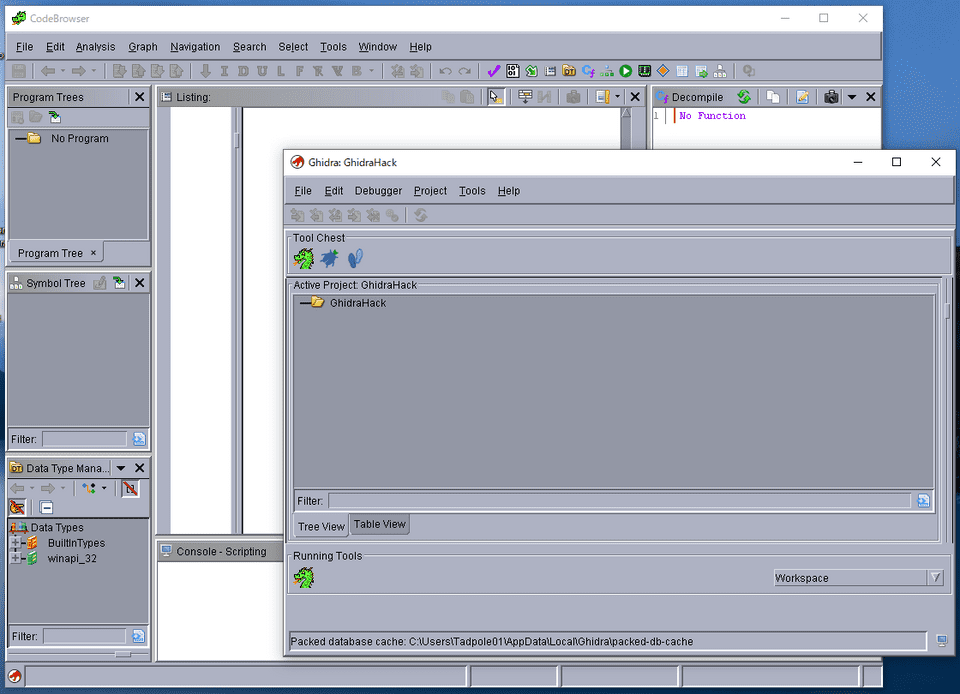 CodeBrowser
File Edit Analysis Graph Navigation Search Select Tools Window Help
Program Trees
No Program
Program Tree ×
Symbol Tree
Filter:
Data Type Mana...
Data Types
BuiltInTypes
winapi_32
Filter:
Listing:
Console - Scripting
Decompile
1 No Function
Ghidra: GhidraHack
File Edit Debugger Project Tools Help
Tool Chest
Active Project: GhidraHack
GhidraHack
Filter:
Tree View Table View
Running Tools
Workspace
Packed database cache: C:\Users\Tadpole01\AppData\Local\Ghidra\packed-db-cache